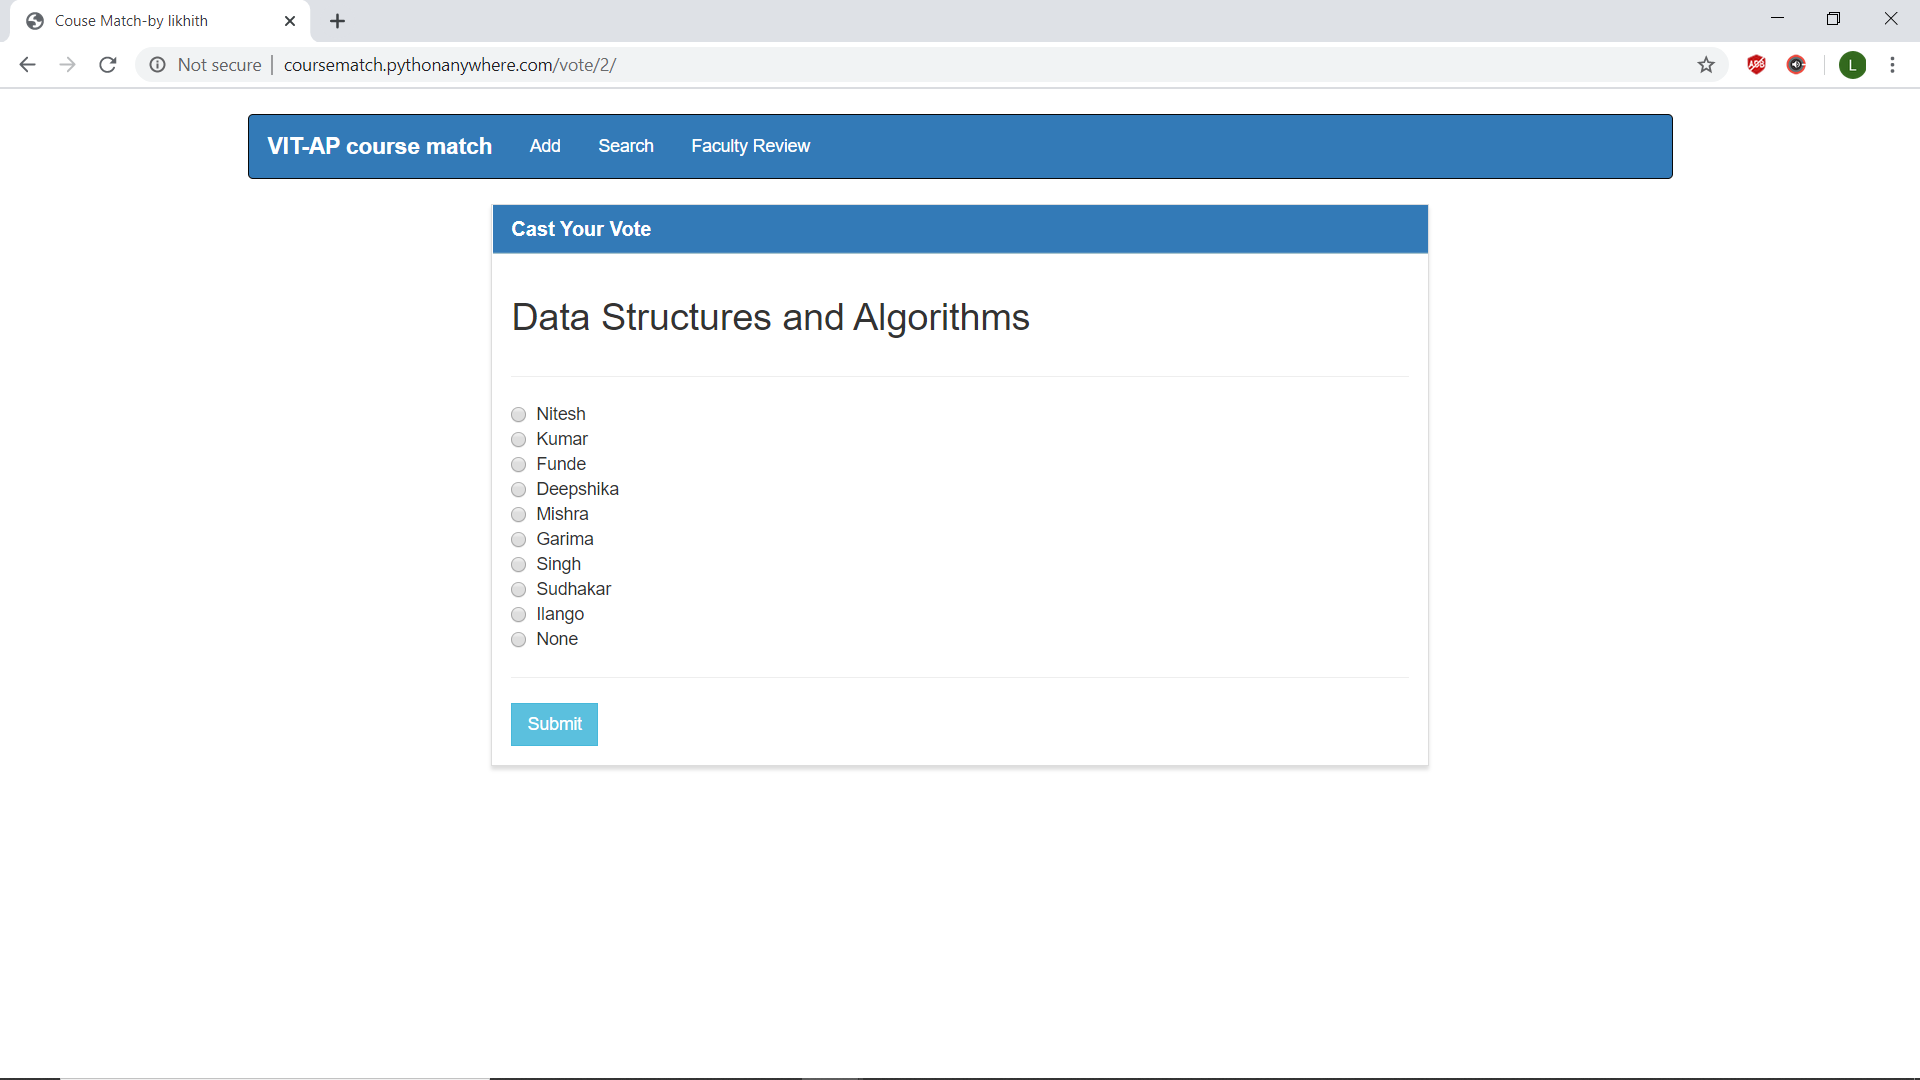 Couse Match-by likhith
Not secure | coursematch.pythonanywhere.com/vote/2/
L
VIT-AP course match Add Search Faculty Review
Cast Your Vote
Data Structures and Algorithms
Nitesh
Kumar
Funde
Deepshika
Mishra
Garima
Singh
Sudhakar
Ilango
None
Submit